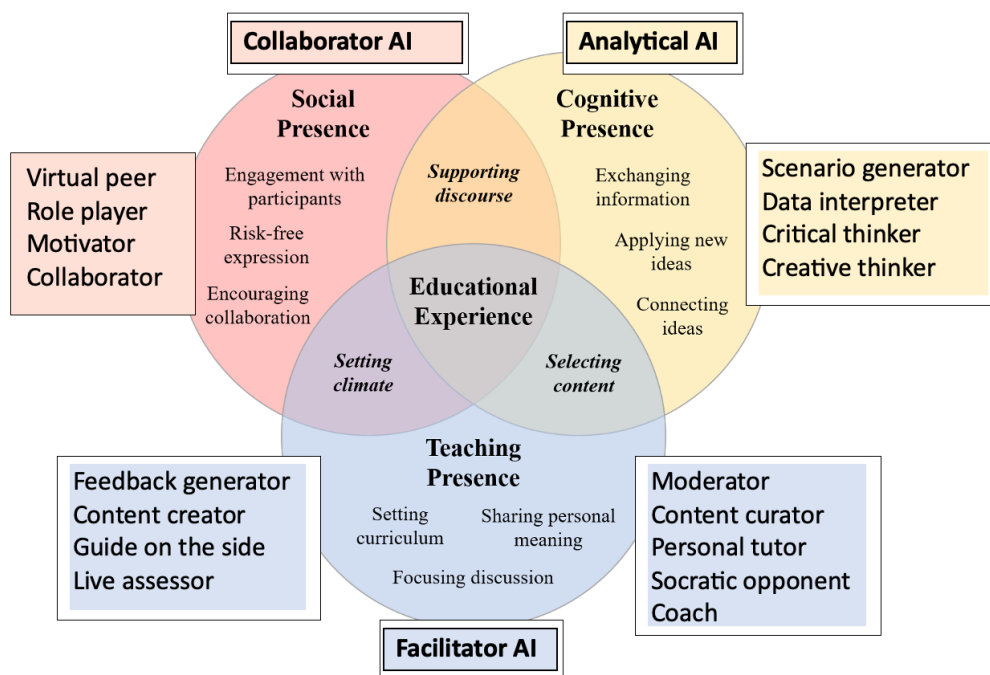 Collaborator AI
Analytical AI
Social
Presence
Cognitive
Presence
Virtual peer
Role player
Motivator
Collaborator
Engagement with
participants
Risk-free
expression
Encouraging
collaboration
Supporting
discourse
Exchanging
information
Applying new
ideas
Connecting
ideas
Scenario generator
Data interpreter
Critical thinker
Creative thinker
Educational
Experience
Setting
climate
Selecting
content
Teaching
Presence
Feedback generator
Content creator
Guide on the side
Live assessor
Setting
curriculum
Sharing personal
meaning
Focusing discussion
Moderator
Content curator
Personal tutor
Socratic opponent
Coach
Facilitator AI